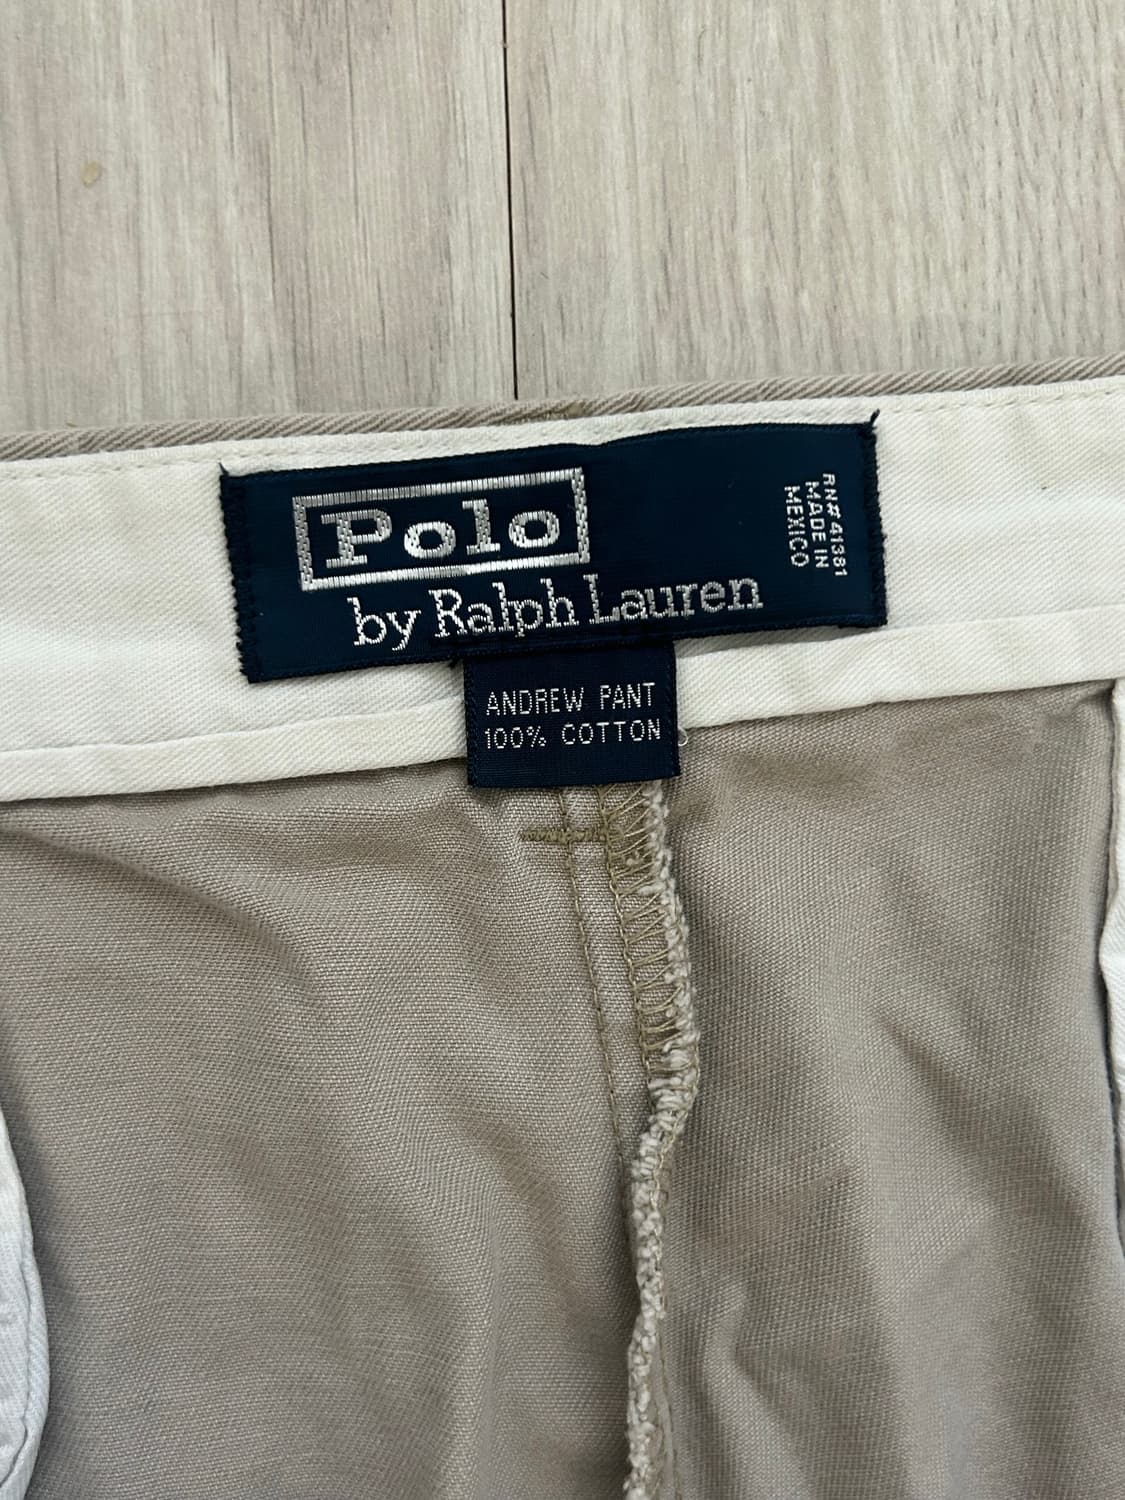 Polo
by Ralph Lauren
RN#41381
MADE IN
MEXICO
ANDREW PANT
100% COTTON